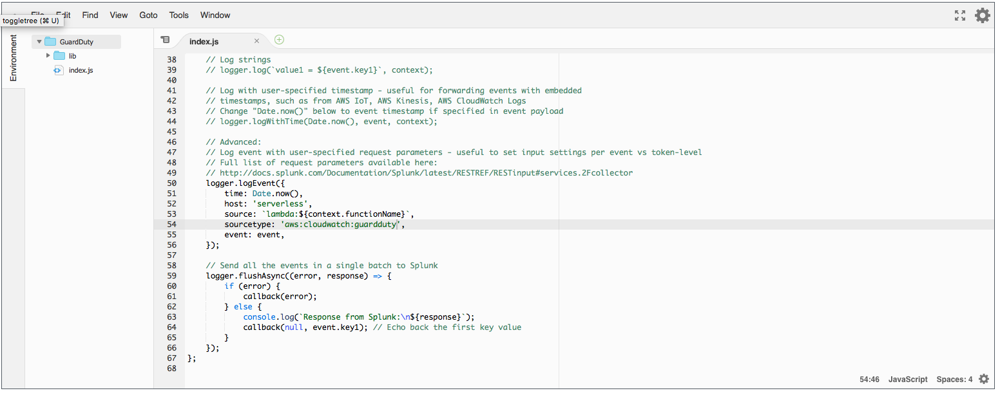 File Edit Find View Goto Tools Window
toggletree (⌘ U)
Environment
GuardDuty
lib
index.js
index.js
38 // Log strings
39 // logger.log(`value1 = ${event.key1}`, context);
40
41 // Log with user-specified timestamp - useful for forwarding events with embedded
42 // timestamps, such as from AWS IoT, AWS Kinesis, AWS CloudWatch Logs
43 // Change "Date.now()" below to event timestamp if specified in event payload
44 // logger.logWithTime(Date.now(), event, context);
45
46 // Advanced:
47 // Log event with user-specified request parameters - useful to set input settings per event vs token-level
48 // Full list of request parameters available here:
49 // http://docs.splunk.com/Documentation/Splunk/latest/RESTREF/RESTinput#services.2Fcollector
50 logger.logEvent({
51 time: Date.now(),
52 host: 'serverless',
53 source: `lambda:${context.functionName}`,
54 sourcetype: 'aws:cloudwatch:guardduty',
55 event: event,
56 });
57
58 // Send all the events in a single batch to Splunk
59 logger.flushAsync((error, response) => {
60 if (error) {
61 callback(error);
62 } else {
63 console.log(`Response from Splunk:\n${response}`);
64 callback(null, event.key1); // Echo back the first key value
65 }
66 });
67 };
68
54:46 JavaScript Spaces: 4